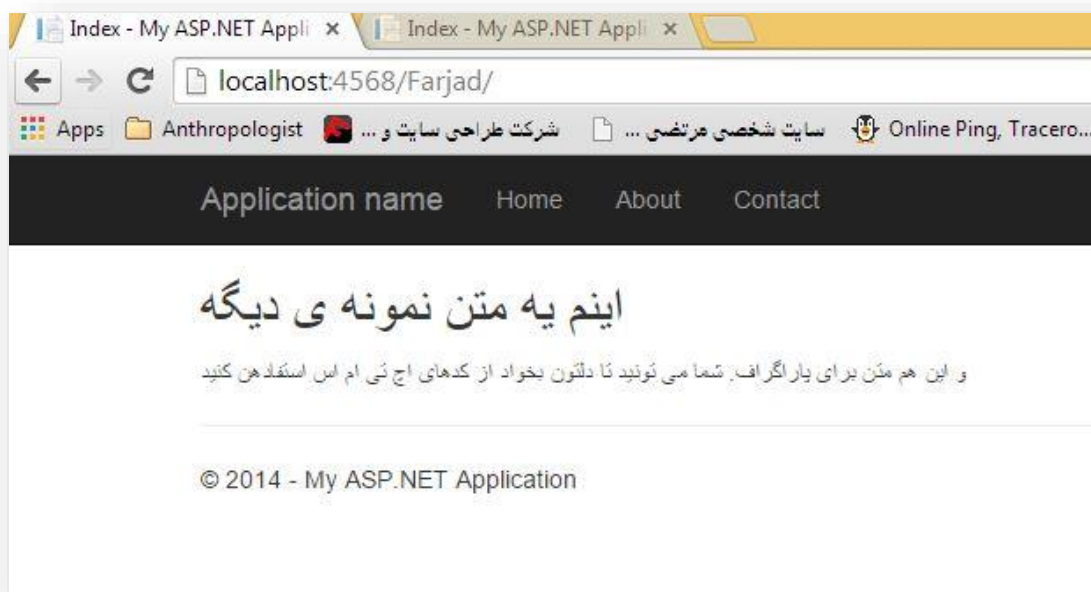 Index - My ASP.NET Appli
Index - My ASP.NET Appli
localhost:4568/Farjad/
Apps Anthropologist شرکت طراحی سایت و ... سایت شخصی مرتضی ... Online Ping, Tracero...
Application name Home About Contact
اینم یه متن نمونه ی دیگه
و این هم متن برای پاراگراف. شما می تونید تا دلتون بخواد از کدهای اچ تی ام اس استفادهن کنید
© 2014 - My ASP.NET Application